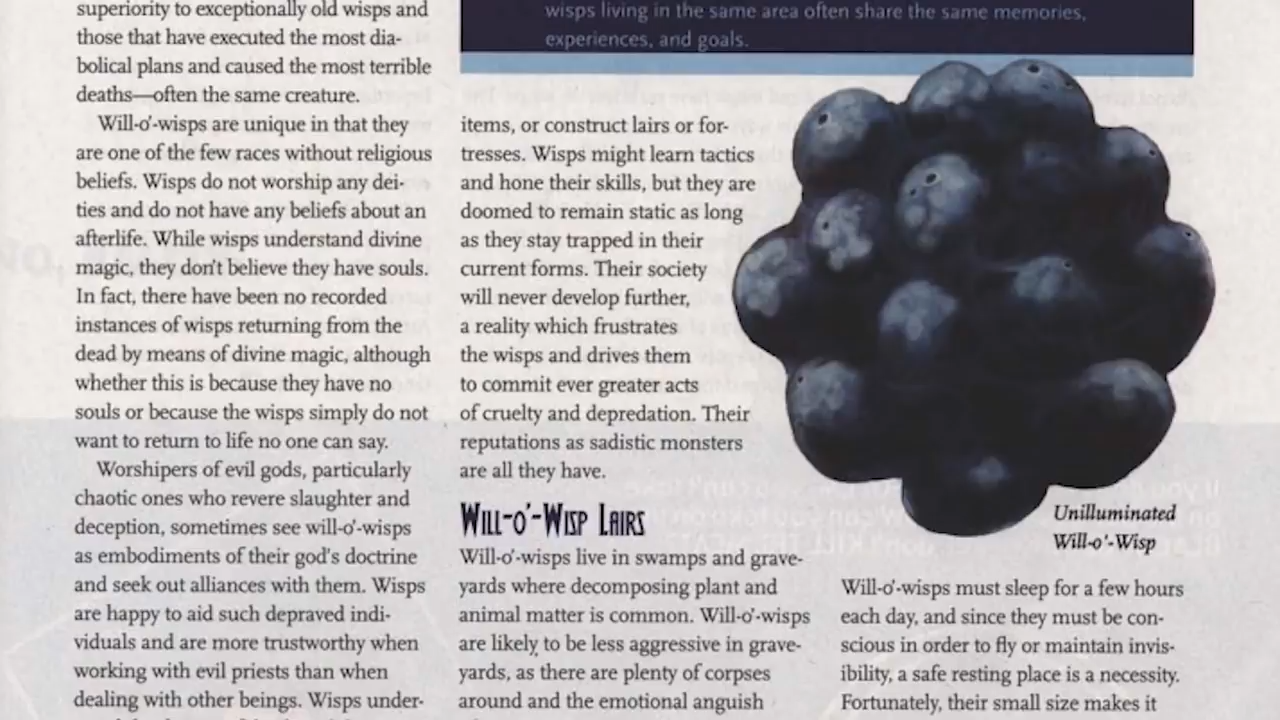 superiority to exceptionally old wisps and
those that have executed the most dia-
bolical plans and caused the most terrible
deaths—often the same creature.
Will-o'-wisps are unique in that they
are one of the few races without religious
beliefs. Wisps do not worship any dei-
ties and do not have any beliefs about an
afterlife. While wisps understand divine
magic, they don't believe they have souls.
In fact, there have been no recorded
instances of wisps returning from the
dead by means of divine magic, although
whether this is because they have no
souls or because the wisps simply do not
want to return to life no one can say.
Worshipers of evil gods, particularly
chaotic ones who revere slaughter and
deception, sometimes see will-o'-wisps
as embodiments of their god's doctrine
and seek out alliances with them. Wisps
are happy to aid such depraved indi-
viduals and are more trustworthy when
working with evil priests than when
dealing with other beings. Wisps under-
wisps living in the same area often share the same memories,
experiences, and goals.
items, or construct lairs or for-
tresses. Wisps might learn tactics
and hone their skills, but they are
doomed to remain static as long
as they stay trapped in their
current forms. Their society
will never develop further,
a reality which frustrates
the wisps and drives them
to commit ever greater acts
of cruelty and depredation. Their
reputations as sadistic monsters
are all they have.
Will-o'-Wisp Lairs
Will-o'-wisps live in swamps and grave-
yards where decomposing plant and
animal matter is common. Will-o'-wisps
are likely to be less aggressive in grave-
yards, as there are plenty of corpses
around and the emotional anguish
Unilluminated
Will-o'-Wisp
Will-o'-wisps must sleep for a few hours
each day, and since they must be con-
scious in order to fly or maintain invis-
ibility, a safe resting place is a necessity.
Fortunately, their small size makes it